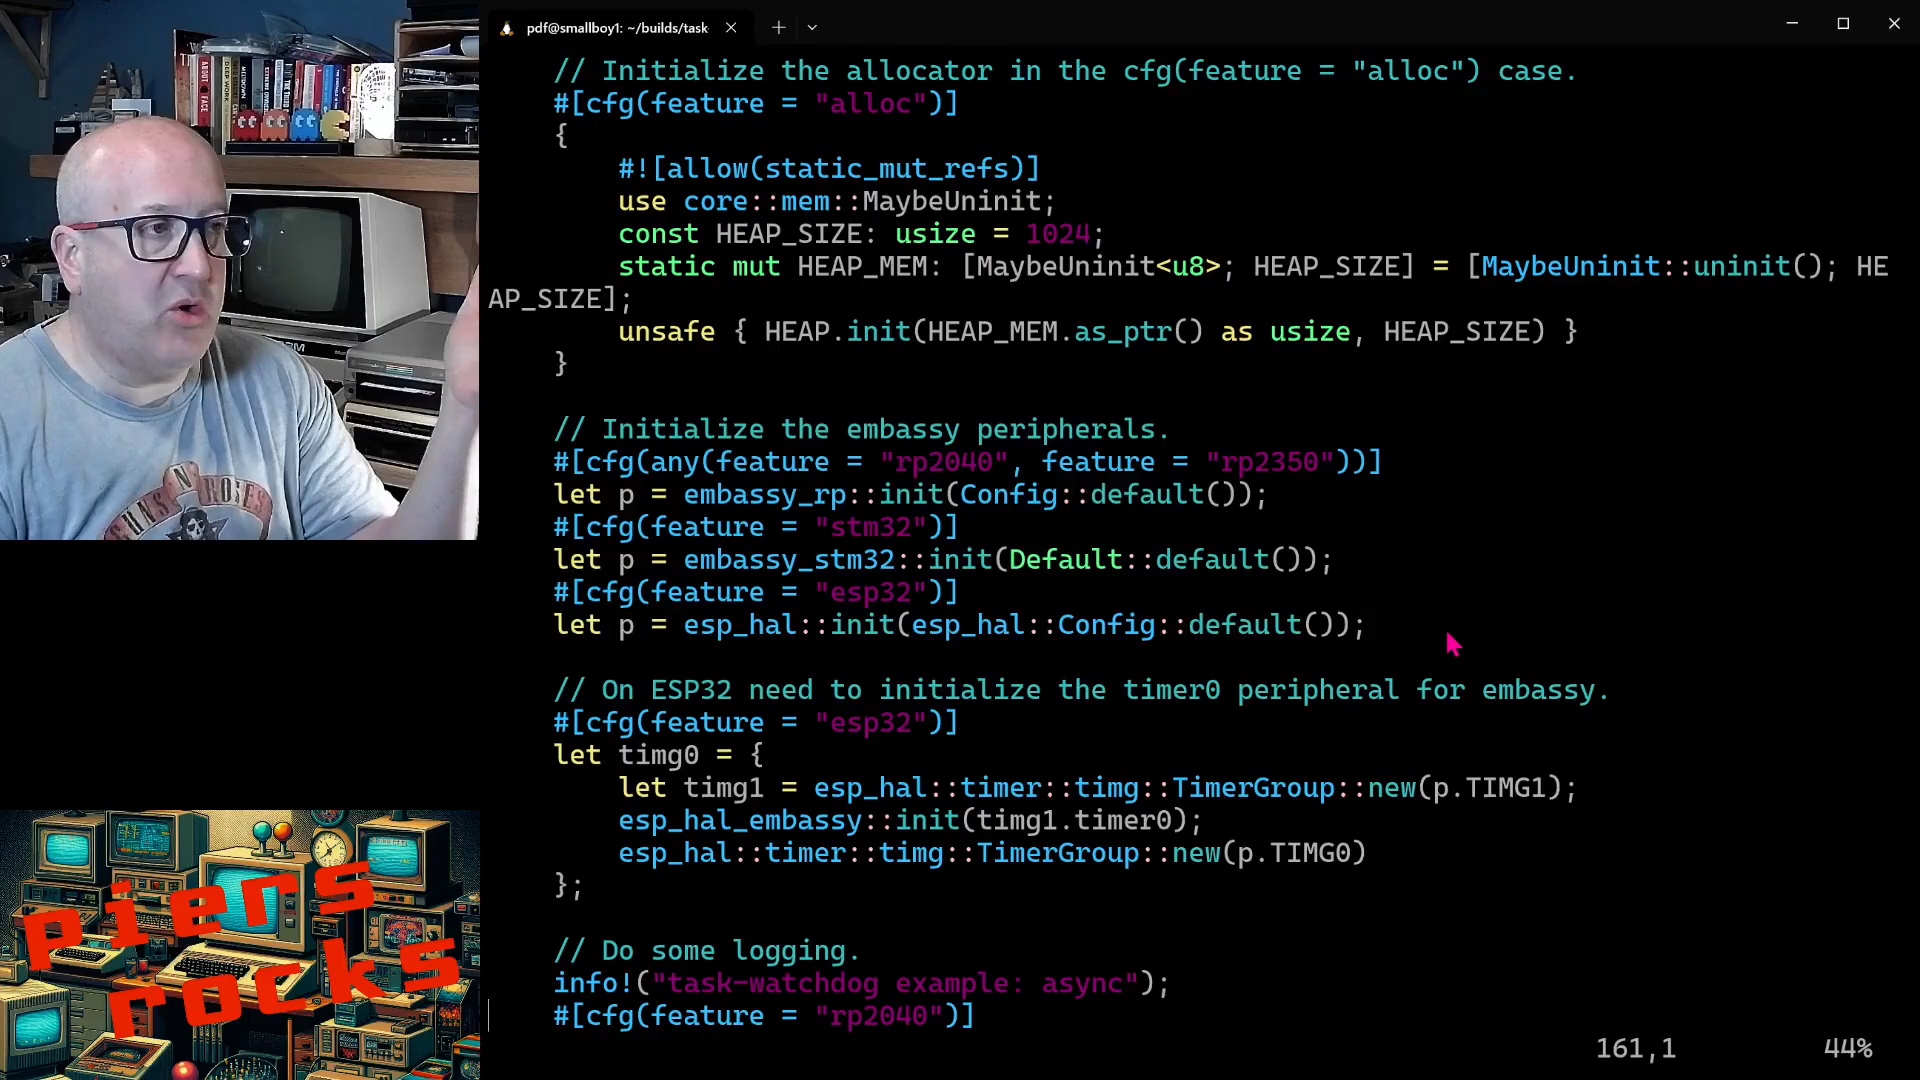 pdf@smallboy1: ~/builds/task
// Initialize the allocator in the cfg(feature = "alloc") case.
#[cfg(feature = "alloc")]
{
#![allow(static_mut_refs)]
use core::mem::MaybeUninit;
const HEAP_SIZE: usize = 1024;
static mut HEAP_MEM: [MaybeUninit<u8>; HEAP_SIZE] = [MaybeUninit::uninit(); HE
AP_SIZE];
unsafe { HEAP.init(HEAP_MEM.as_ptr() as usize, HEAP_SIZE) }
}
// Initialize the embassy peripherals.
#[cfg(any(feature = "rp2040", feature = "rp2350"))]
let p = embassy_rp::init(Config::default());
#[cfg(feature = "stm32")]
let p = embassy_stm32::init(Default::default());
#[cfg(feature = "esp32")]
let p = esp_hal::init(esp_hal::Config::default());
// On ESP32 need to initialize the timer0 peripheral for embassy.
#[cfg(feature = "esp32")]
let timg0 = {
let timg1 = esp_hal::timer::timg::TimerGroup::new(p.TIMG1);
esp_hal_embassy::init(timg1.timer0);
esp_hal::timer::timg::TimerGroup::new(p.TIMG0)
};
// Do some logging.
info!("task-watchdog example: async");
#[cfg(feature = "rp2040")]
161,1 44%
ABOUT FACE
DEEP WORK
GUNS N ROSES
piers
rocks